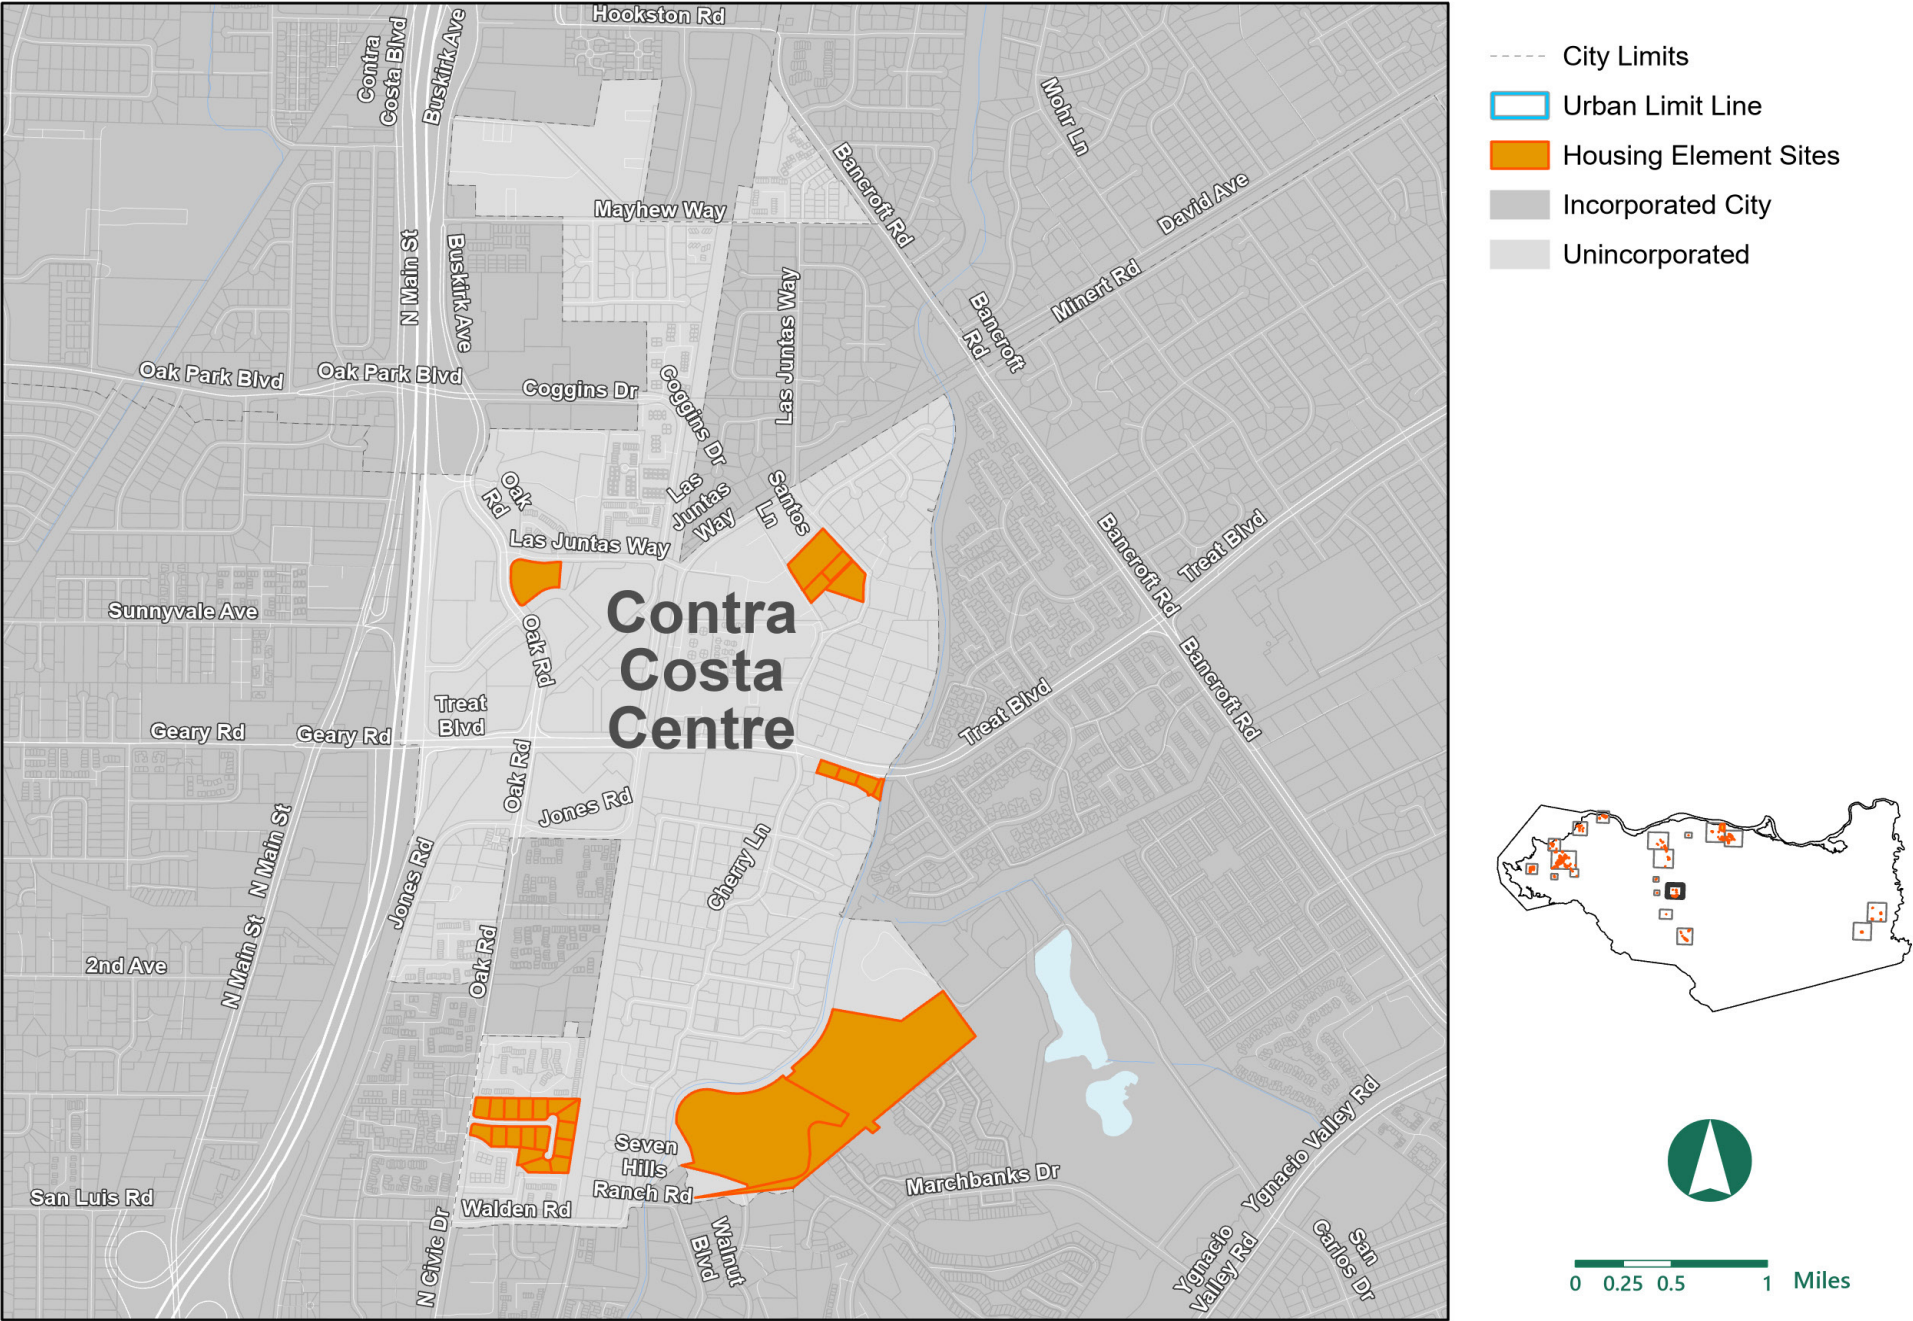 Hookston Rd
Contra
Costa Blvd
Buskirk Ave
Mohr Ln
Bancroft Rd
David Ave
Mayhew Way
N Main St
Buskirk Ave
Las Juntas Way
Minert Rd
Bancroft
Rd
Oak Park Blvd
Oak Park Blvd
Coggins Dr
Coggins Dr
Oak
Rd
Las
Juntas
Way
Santos
Ln
Las Juntas Way
Bancroft Rd
Treat Blvd
Sunnyvale Ave
Oak Rd
Contra
Costa
Centre
Bancroft Rd
Treat
Blvd
Treat Blvd
Geary Rd
Geary Rd
Oak Rd
Jones Rd
N Main St
Jones Rd
Cherry Ln
N Main St
2nd Ave
Oak Rd
Seven
Hills
Ranch Rd
San Luis Rd
Walden Rd
Marchbanks Dr
Ygnacio Valley Rd
N Civic Dr
Walnut
Blvd
Ygnacio
Valley Rd
San
Carlos Dr
City Limits
Urban Limit Line
Housing Element Sites
Incorporated City
Unincorporated
0 0.25 0.5 1 Miles